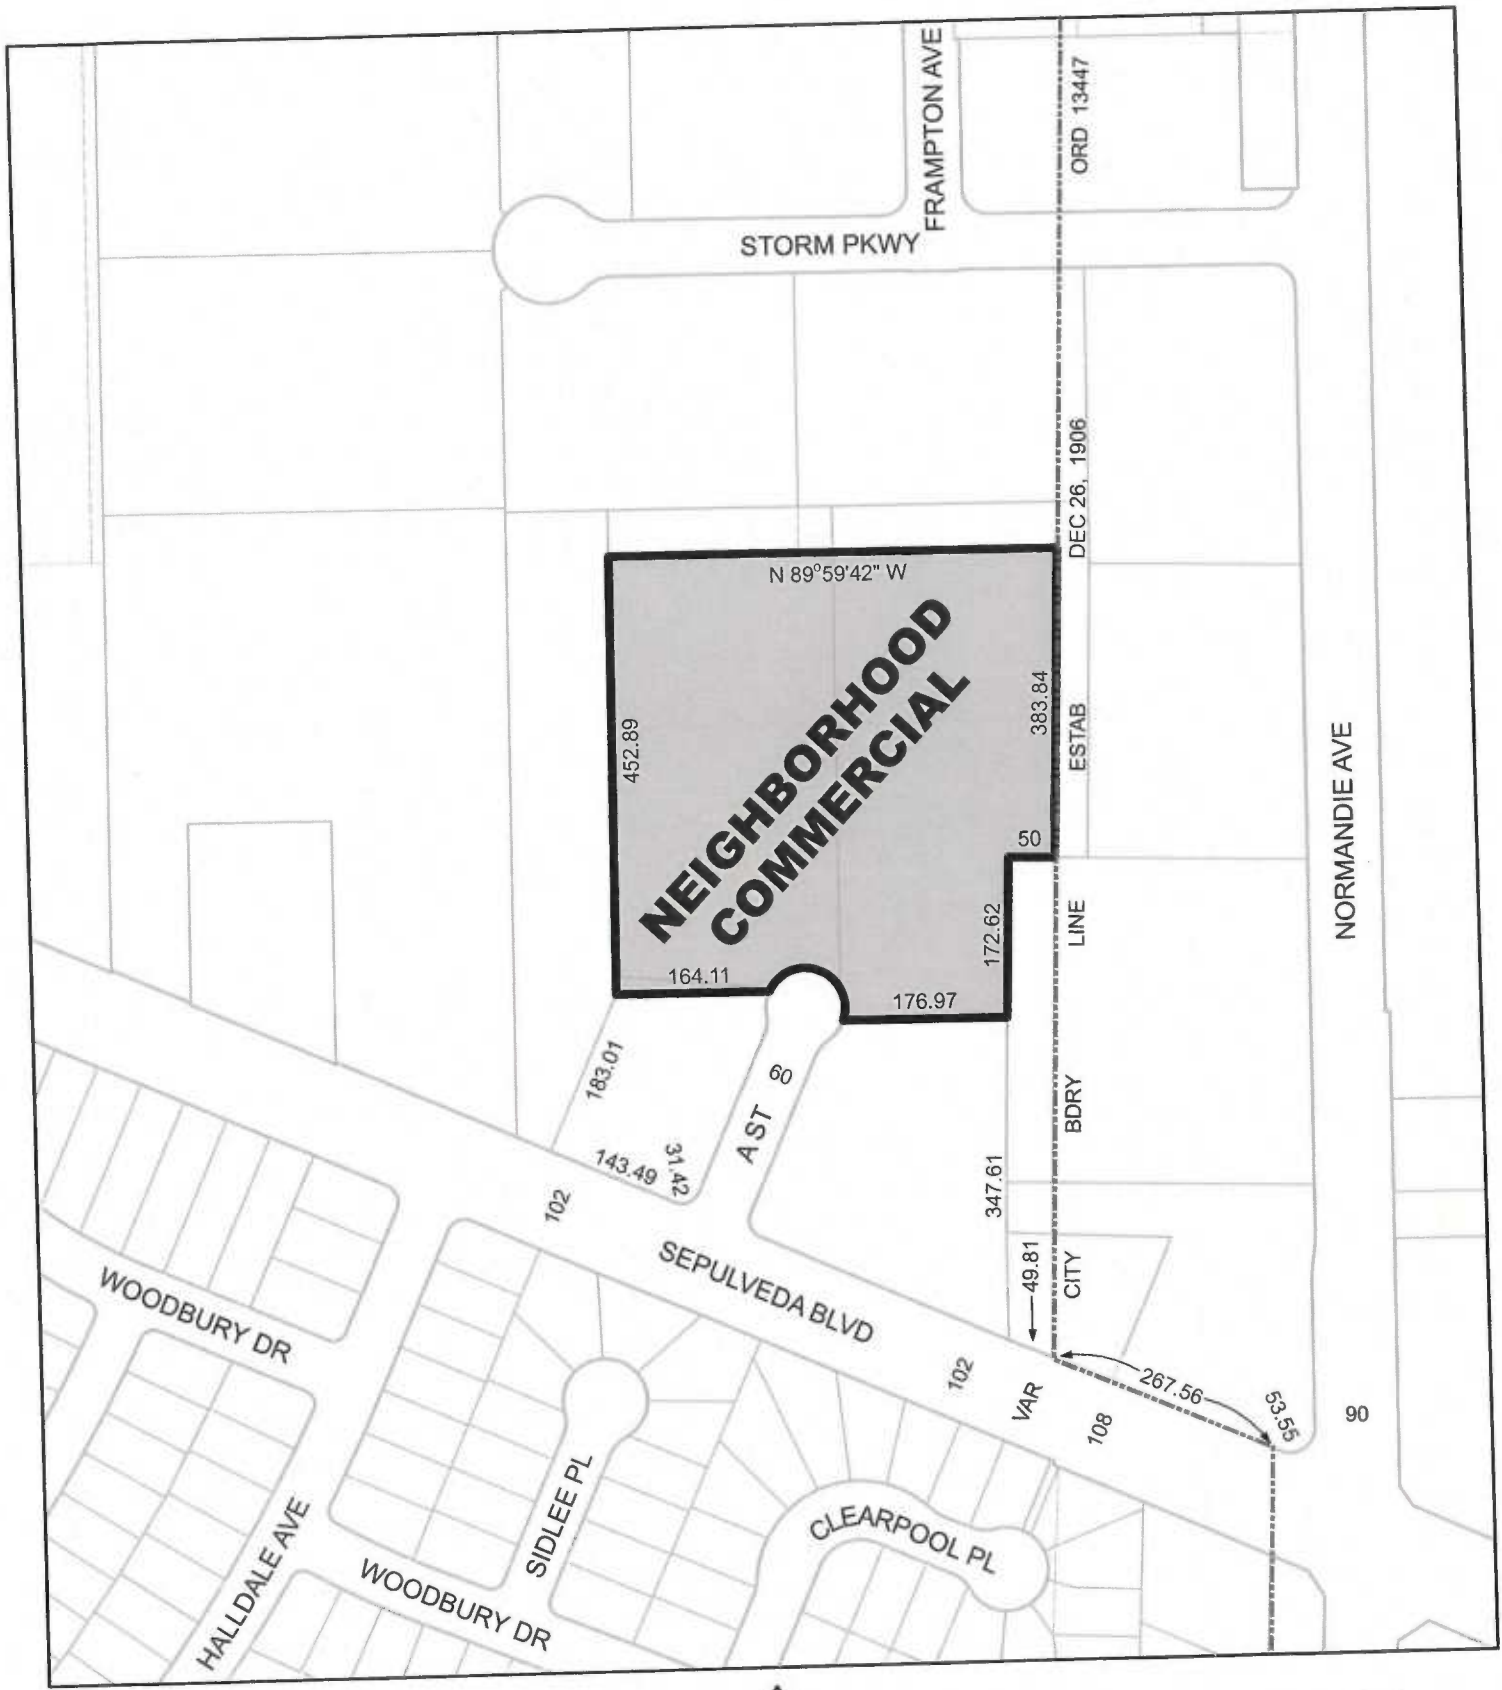 FRAMPTON AVE
ORD 13447
STORM PKWY
DEC 26, 1906
N 89°59'42" W
NEIGHBORHOOD
COMMERCIAL
452.89
383.84
ESTAB
50
NORMANDIE AVE
LINE
172.62
164.11
176.97
183.01
60
A ST
BDRY
143.49
31.42
102
347.61
SEPULVEDA BLVD
49.81
CITY
WOODBURY DR
102
VAR
108
267.56
53.55
90
SIDLEE PL
CLEARPOOL PL
HALLDALE AVE
WOODBURY DR